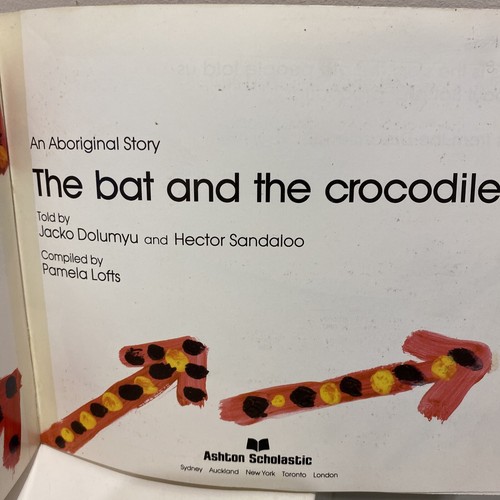 An Aboriginal Story
The bat and the crocodile
Told by
Jacko Dolumyu and Hector Sandaloo
Compiled by
Pamela Lofts
Ashton Scholastic
Sydney Auckland New York Toronto London